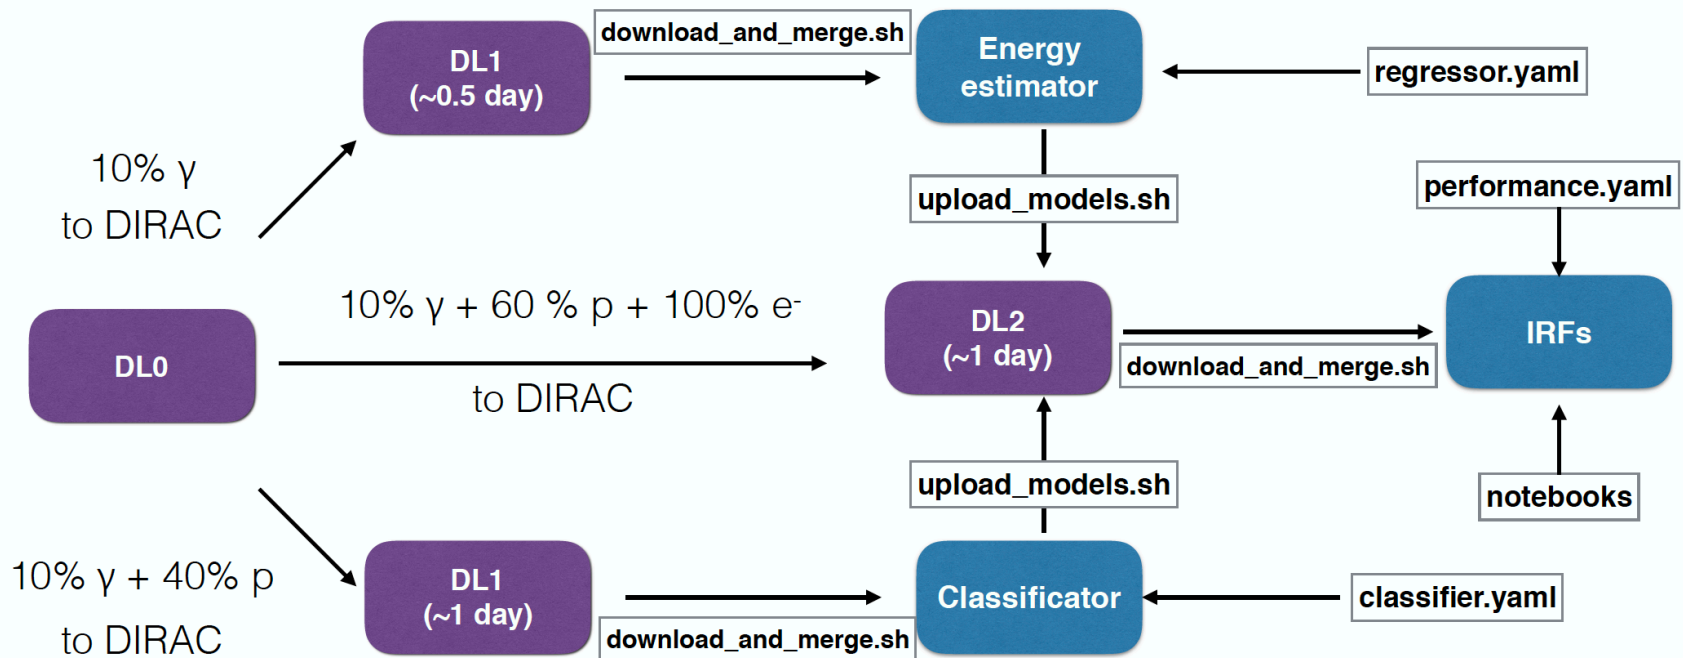 download_and_merge.sh
DL1
(~0.5 day)
Energy
estimator
regressor.yaml
10% γ
to DIRAC
upload_models.sh
performance.yaml
10% γ + 60 % p + 100% e-
to DIRAC
DL0
DL2
(~1 day)
download_and_merge.sh
IRFs
upload_models.sh
notebooks
10% γ + 40% p
to DIRAC
DL1
(~1 day)
download_and_merge.sh
Classificator
classifier.yaml